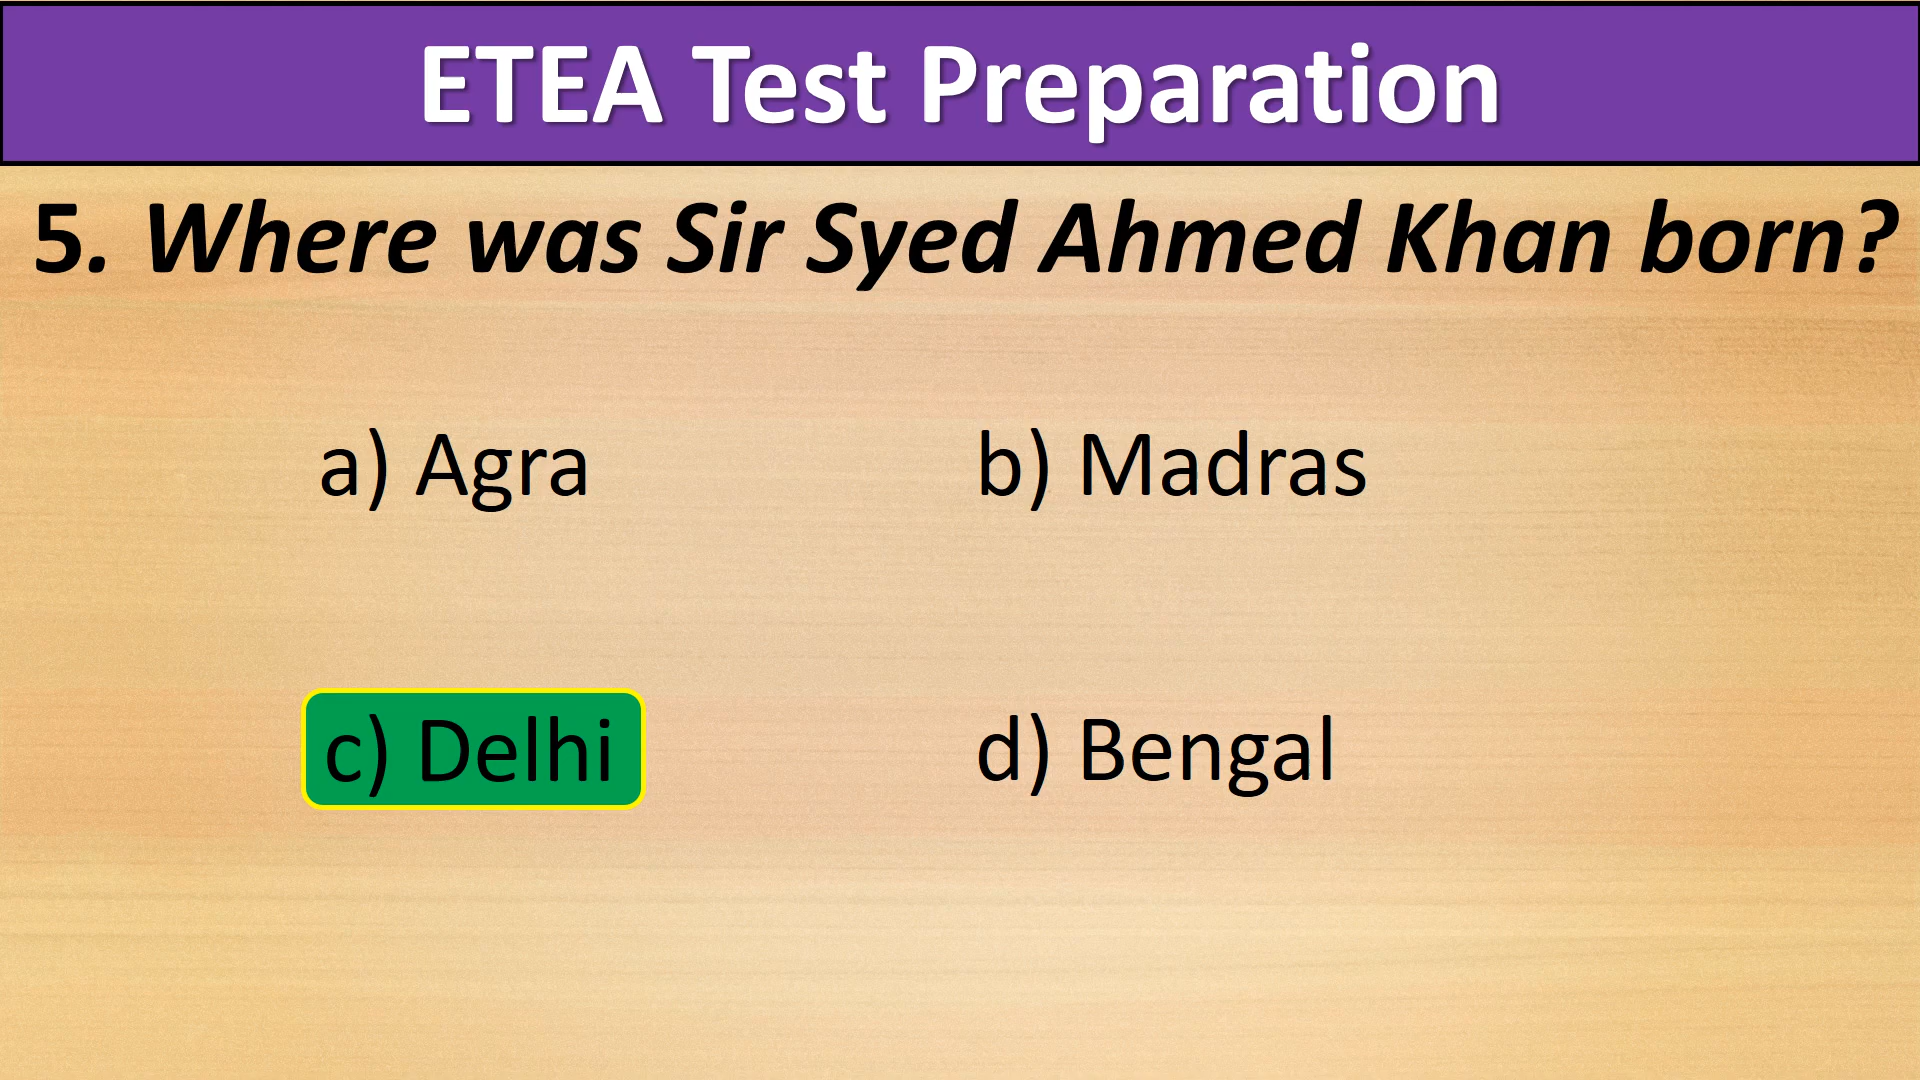 ETEA Test Preparation
5. Where was Sir Syed Ahmed Khan born?
a) Agra
b) Madras
c) Delhi
d) Bengal